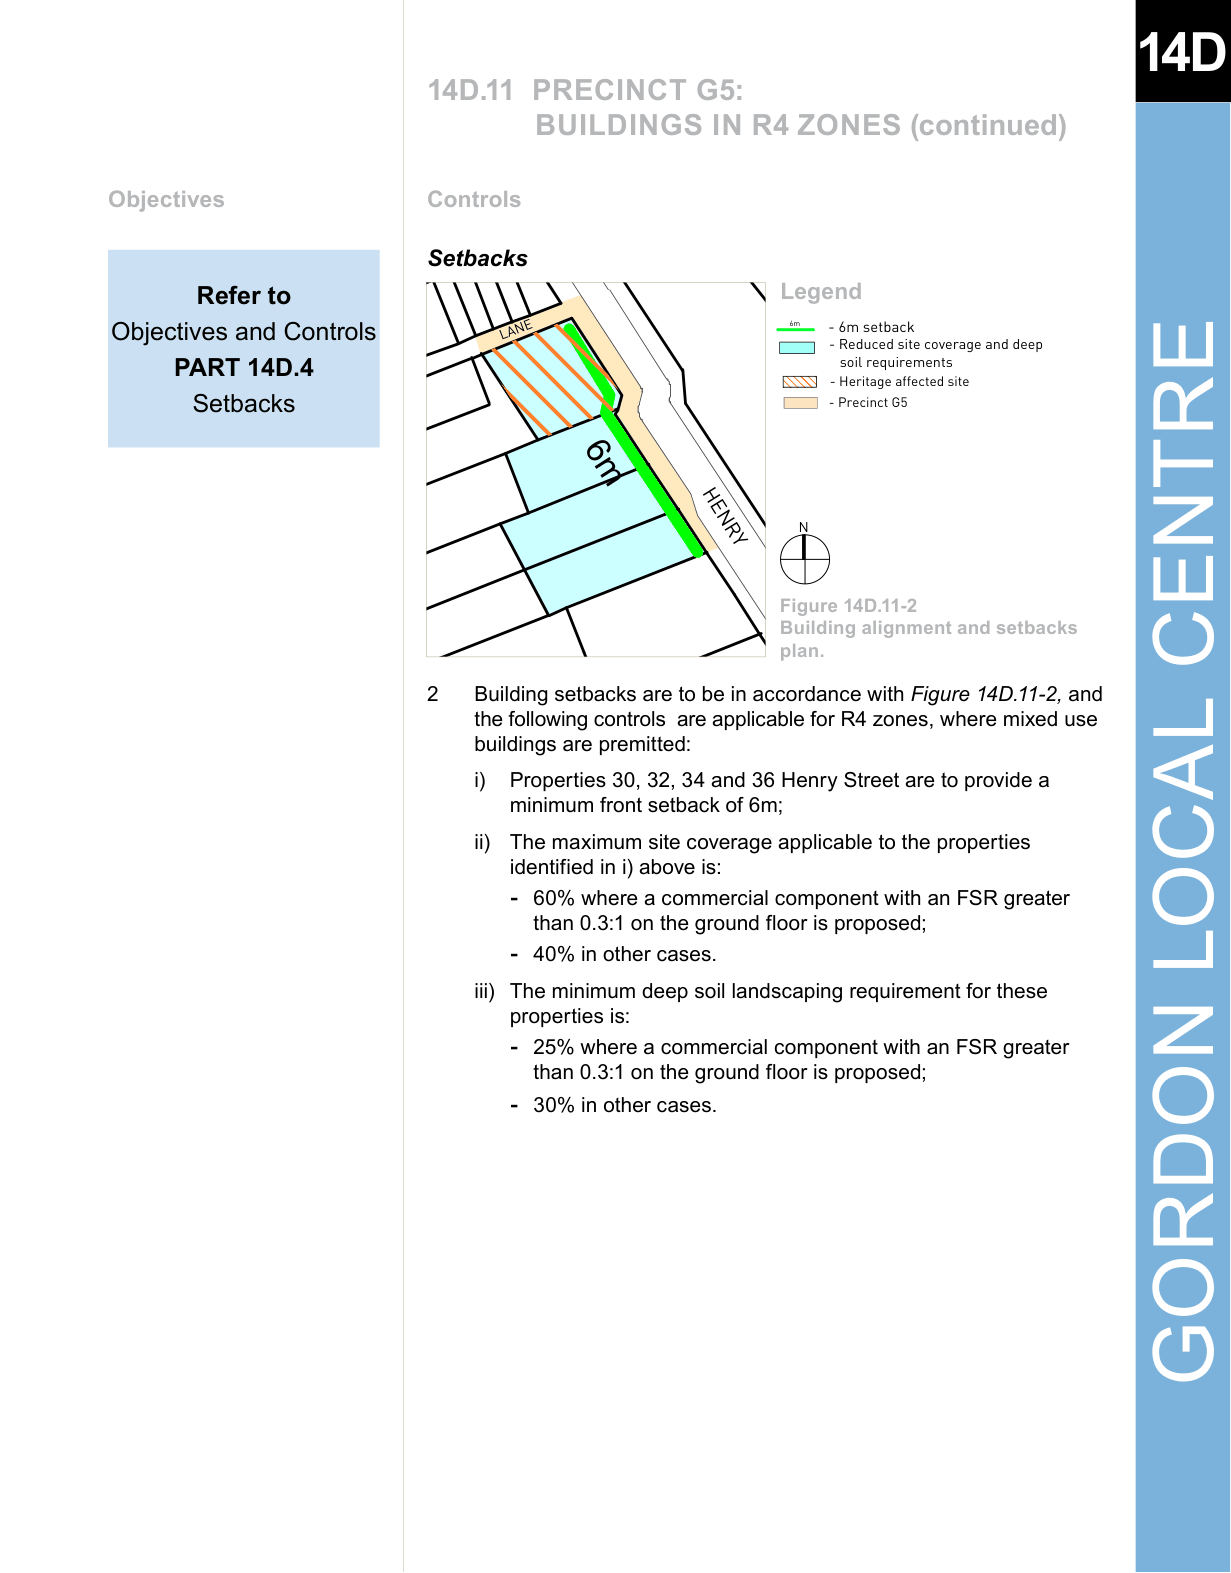 14D
14D.11 PRECINCT G5:
BUILDINGS IN R4 ZONES (continued)
Objectives
Controls
Refer to
Objectives and Controls
PART 14D.4
Setbacks
Setbacks
LANE
6m
HENRY
Legend
6m
- 6m setback
- Reduced site coverage and deep
soil requirements
- Heritage affected site
- Precinct G5
N
Figure 14D.11-2
Building alignment and setbacks
plan.
2 Building setbacks are to be in accordance with Figure 14D.11-2, and
the following controls are applicable for R4 zones, where mixed use
buildings are premitted:
i) Properties 30, 32, 34 and 36 Henry Street are to provide a
minimum front setback of 6m;
ii) The maximum site coverage applicable to the properties
identified in i) above is:
- 60% where a commercial component with an FSR greater
than 0.3:1 on the ground floor is proposed;
- 40% in other cases.
iii) The minimum deep soil landscaping requirement for these
properties is:
- 25% where a commercial component with an FSR greater
than 0.3:1 on the ground floor is proposed;
- 30% in other cases.
GORDON LOCAL CENTRE